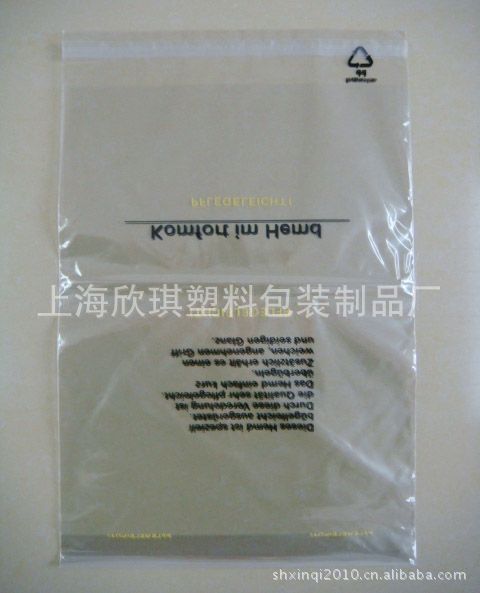 PFLEGELEICHT!
Komfort im Hemd
上海欣琪塑料包装制品厂
Dieses Hemd ist speziell
bügelleicht ausgerüstet.
Durch diese Veredelung ist
die Qualität sehr pflegeleicht.
Das Hemd einfach kurz
überbügeln.
Zusätzlich erhält es einen
weichen, angenehmen Griff
und seidigen Glanz.
shxinqi2010.cn.alibaba.com